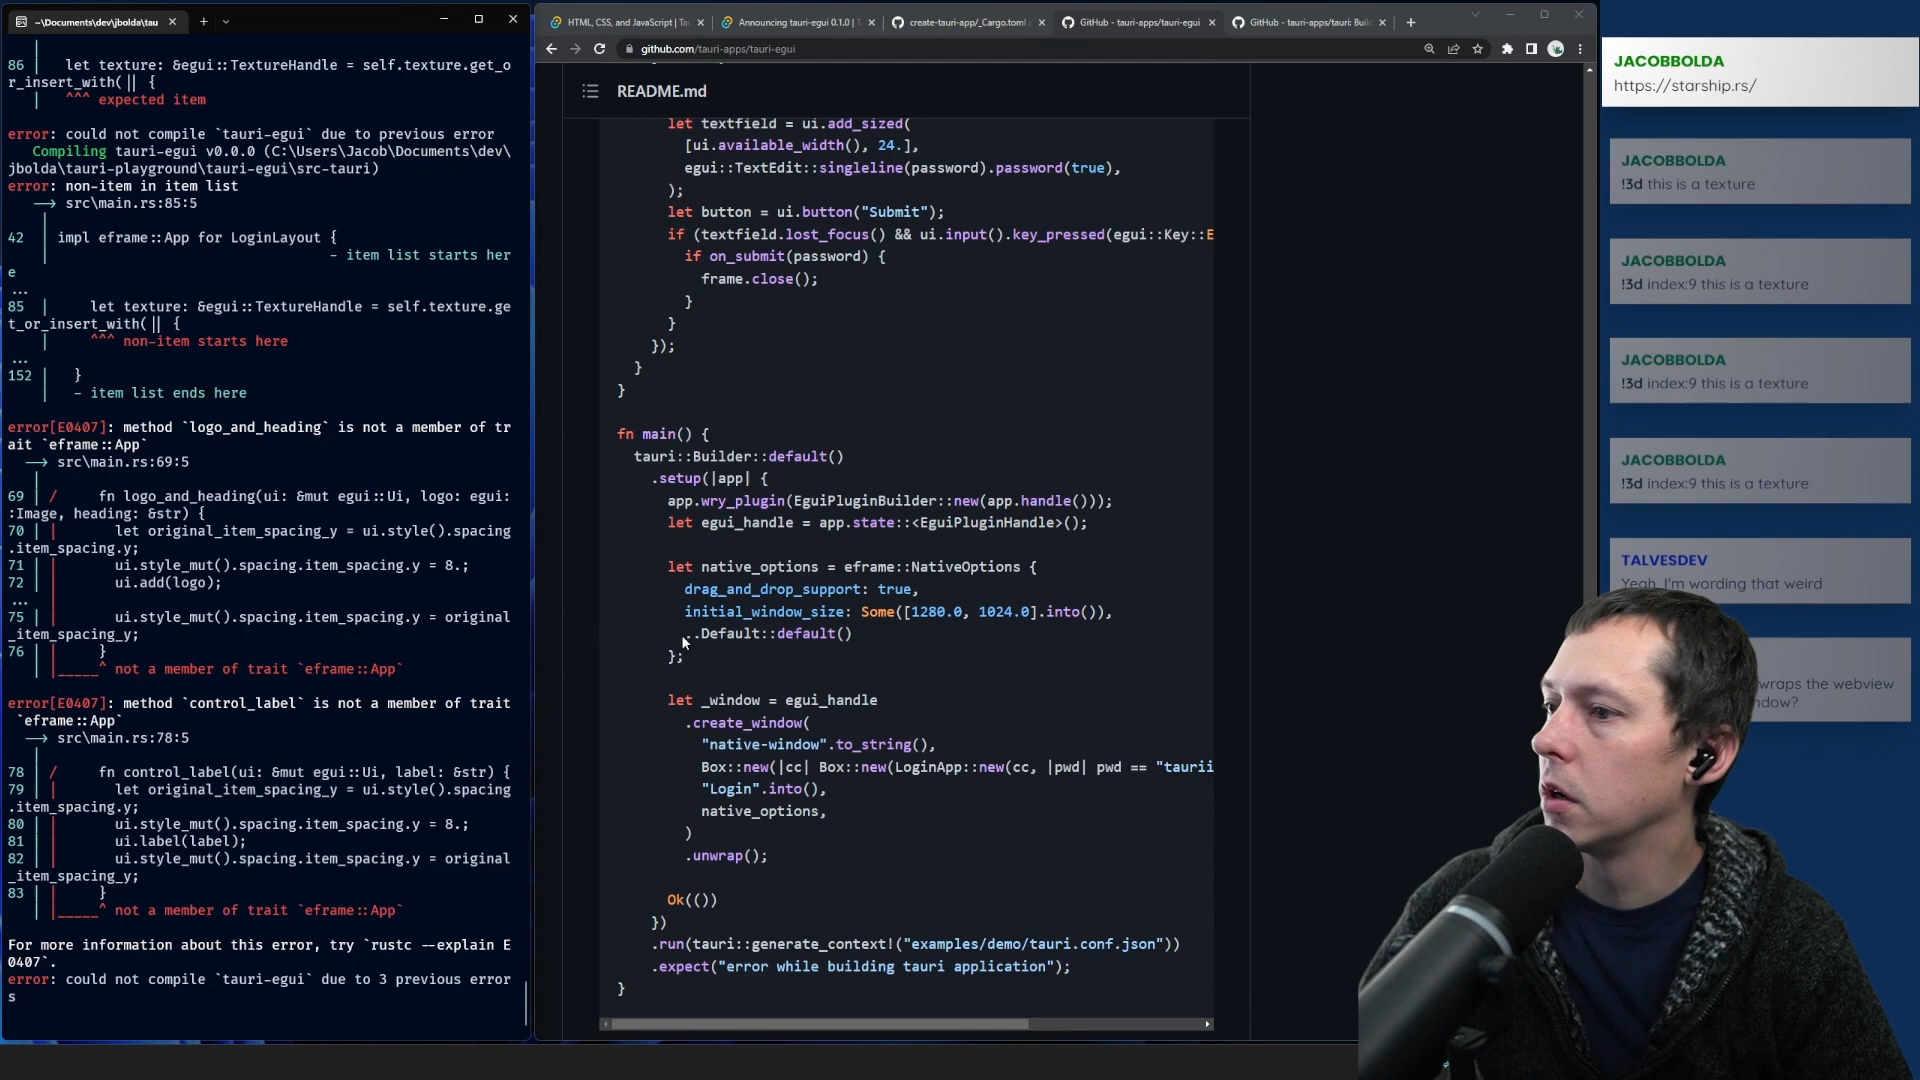 ~\Documents\dev\jbolda\tau
86 |   let texture: &egui::TextureHandle = self.texture.get_o
r_insert_with(|| {
   |   ^^^ expected item
error: could not compile `tauri-egui` due to previous error
   Compiling tauri-egui v0.0.0 (C:\Users\Jacob\Documents\dev\
jbolda\tauri-playground\tauri-egui\src-tauri)
error: non-item in item list
  --> src\main.rs:85:5
   |
42 | impl eframe::App for LoginLayout {
   |                                  - item list starts her
e
...
85 |     let texture: &egui::TextureHandle = self.texture.ge
t_or_insert_with(|| {
   |     ^^^ non-item starts here
...
152 |   }
    |   - item list ends here
error[E0407]: method `logo_and_heading` is not a member of tr
ait `eframe::App`
  --> src\main.rs:69:5
   |
69 | /     fn logo_and_heading(ui: &mut egui::Ui, logo: egui:
:Image, heading: &str) {
70 | |       let original_item_spacing_y = ui.style().spacing
.item_spacing.y;
71 | |       ui.style_mut().spacing.item_spacing.y = 8.;
72 | |       ui.add(logo);
... |
75 | |       ui.style_mut().spacing.item_spacing.y = original
_item_spacing_y;
76 | |     }
   | |_____^ not a member of trait `eframe::App`
error[E0407]: method `control_label` is not a member of trait
 `eframe::App`
  --> src\main.rs:78:5
   |
78 | /     fn control_label(ui: &mut egui::Ui, label: &str) {
79 | |       let original_item_spacing_y = ui.style().spacing
.item_spacing.y;
80 | |       ui.style_mut().spacing.item_spacing.y = 8.;
81 | |       ui.label(label);
82 | |       ui.style_mut().spacing.item_spacing.y = original
_item_spacing_y;
83 | |     }
   | |_____^ not a member of trait `eframe::App`
For more information about this error, try `rustc --explain E
0407`.
error: could not compile `tauri-egui` due to 3 previous error
s
HTML, CSS, and JavaScript | Ta
Announcing tauri-egui 0.1.0 | T
create-tauri-app/_Cargo.toml
GitHub - tauri-apps/tauri-egui
GitHub - tauri-apps/tauri: Buil
github.com/tauri-apps/tauri-egui
README.md
let textfield = ui.add_sized(
[ui.available_width(), 24.],
egui::TextEdit::singleline(password).password(true),
);
let button = ui.button("Submit");
if (textfield.lost_focus() && ui.input().key_pressed(egui::Key::E
if on_submit(password) {
frame.close();
}
}
});
}
}
fn main() {
tauri::Builder::default()
.setup(|app| {
app.wry_plugin(EguiPluginBuilder::new(app.handle()));
let egui_handle = app.state::<EguiPluginHandle>();
let native_options = eframe::NativeOptions {
drag_and_drop_support: true,
initial_window_size: Some([1280.0, 1024.0].into()),
..Default::default()
};
let _window = egui_handle
.create_window(
"native-window".to_string(),
Box::new(|cc| Box::new(LoginApp::new(cc, |pwd| pwd == "taurii
"Login".into(),
native_options,
)
.unwrap();
Ok(())
})
.run(tauri::generate_context!("examples/demo/tauri.conf.json"))
.expect("error while building tauri application");
}
JACOBBOLDA
https://starship.rs/
JACOBBOLDA
!3d this is a texture
JACOBBOLDA
!3d index:9 this is a texture
JACOBBOLDA
!3d index:9 this is a texture
JACOBBOLDA
!3d index:9 this is a texture
TALVESDEV
Yeah, I'm wording that weird
wraps the webview
ndow?